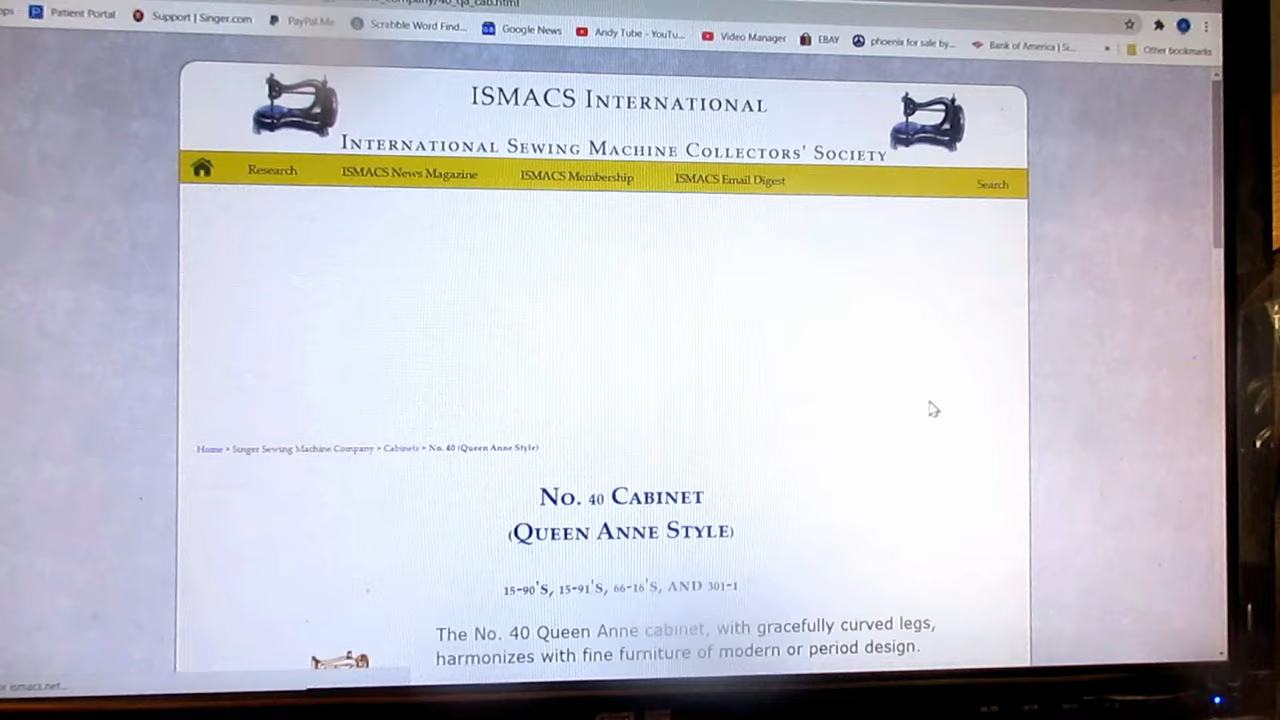 Patient Portal
Support | Singer.com
PayPal.Me
Scrabble Word Find...
Google News
Andy Tube - YouTu...
Video Manager
EBAY
phoenix for sale by...
Bank of America | Si...
»
Other bookmarks
ISMACS International
International Sewing Machine Collectors' Society
Research
ISMACS News Magazine
ISMACS Membership
ISMACS Email Digest
Search
Home > Singer Sewing Machine Company > Cabinets > No. 40 (Queen Anne Style)
No. 40 Cabinet
(Queen Anne Style)
15-90's, 15-91's, 66-16's, and 301-1
The No. 40 Queen Anne cabinet, with gracefully curved legs,
harmonizes with fine furniture of modern or period design.
ismacs.net...